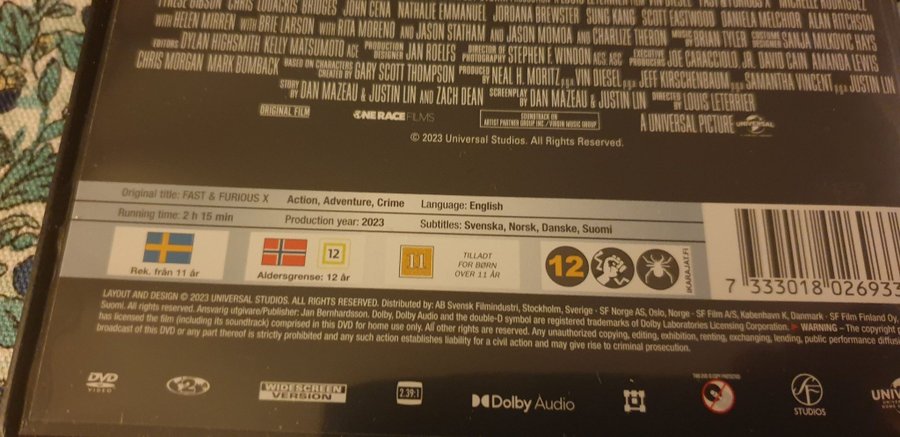 TYRESE GIBSON CHRIS "LUDACRIS" BRIDGES JOHN CENA NATHALIE EMMANUEL JORDANA BREWSTER SUNG KANG SCOTT EASTWOOD DANIELA MELCHIOR ALAN RITCHSON
WITH HELEN MIRREN WITH BRIE LARSON WITH RITA MORENO AND JASON STATHAM AND JASON MOMOA AND CHARLIZE THERON MUSIC BY BRIAN TYLER COSTUME DESIGNER SANJA MILKOVIC HAYS
EDITORS DYLAN HIGHSMITH KELLY MATSUMOTO ACE PRODUCTION DESIGNER JAN ROELFS DIRECTOR OF PHOTOGRAPHY STEPHEN F. WINDON ACS ASC EXECUTIVE PRODUCERS JOE CARACCIOLO, JR. DAVID CAIN AMANDA LEWIS
CHRIS MORGAN MARK BOMBACK BASED ON CHARACTERS CREATED BY GARY SCOTT THOMPSON PRODUCED BY NEAL H. MORITZ, p.g.a. VIN DIESEL, p.g.a. JEFF KIRSCHENBAUM, p.g.a. SAMANTHA VINCENT, p.g.a. JUSTIN LIN
STORY BY DAN MAZEAU & JUSTIN LIN AND ZACH DEAN SCREENPLAY BY DAN MAZEAU & JUSTIN LIN DIRECTED BY LOUIS LETERRIER
ORIGINAL FILM ONE RACE FILMS SOUNDTRACK ON ARTIST PARTNER GROUP INC./VIRGIN MUSIC GROUP A UNIVERSAL PICTURE UNIVERSAL
© 2023 Universal Studios. All Rights Reserved.
Original title: FAST & FURIOUS X Action, Adventure, Crime Language: English
Running time: 2 h 15 min Production year: 2023 Subtitles: Svenska, Norsk, Danske, Suomi
Rek. från 11 år
12
Aldersgrense: 12 år
11
TILLADT
FOR BØRN
OVER 11 ÅR
12
IKARAJAT.FI
7 333018 026933
LAYOUT AND DESIGN © 2023 UNIVERSAL STUDIOS. ALL RIGHTS RESERVED. Distributed by: AB Svensk Filmindustri, Stockholm, Sverige · SF Norge AS, Oslo, Norge · SF Film A/S, København K, Danmark · SF Film Finland Oy,
Suomi. All rights reserved. Ansvarig utgivare/Publisher: Jan Bernhardsson. Dolby, Dolby Audio and the double-D symbol are registered trademarks of Dolby Laboratories Licensing Corporation. WARNING – The copyright
has licensed the film (including its soundtrack) comprised in this DVD for home use only. All other rights are reserved. Any unauthorized copying, editing, exhibition, renting, exchanging, lending, public performance
broadcast of this DVD or any part thereof is strictly prohibited and any such action establishes liability for a civil action and may give rise to criminal prosecution.
DVD VIDEO
2
WIDESCREEN VERSION
2.39:1
Dolby Audio
THIS DVD IS COPY PROTECTED
SF STUDIOS